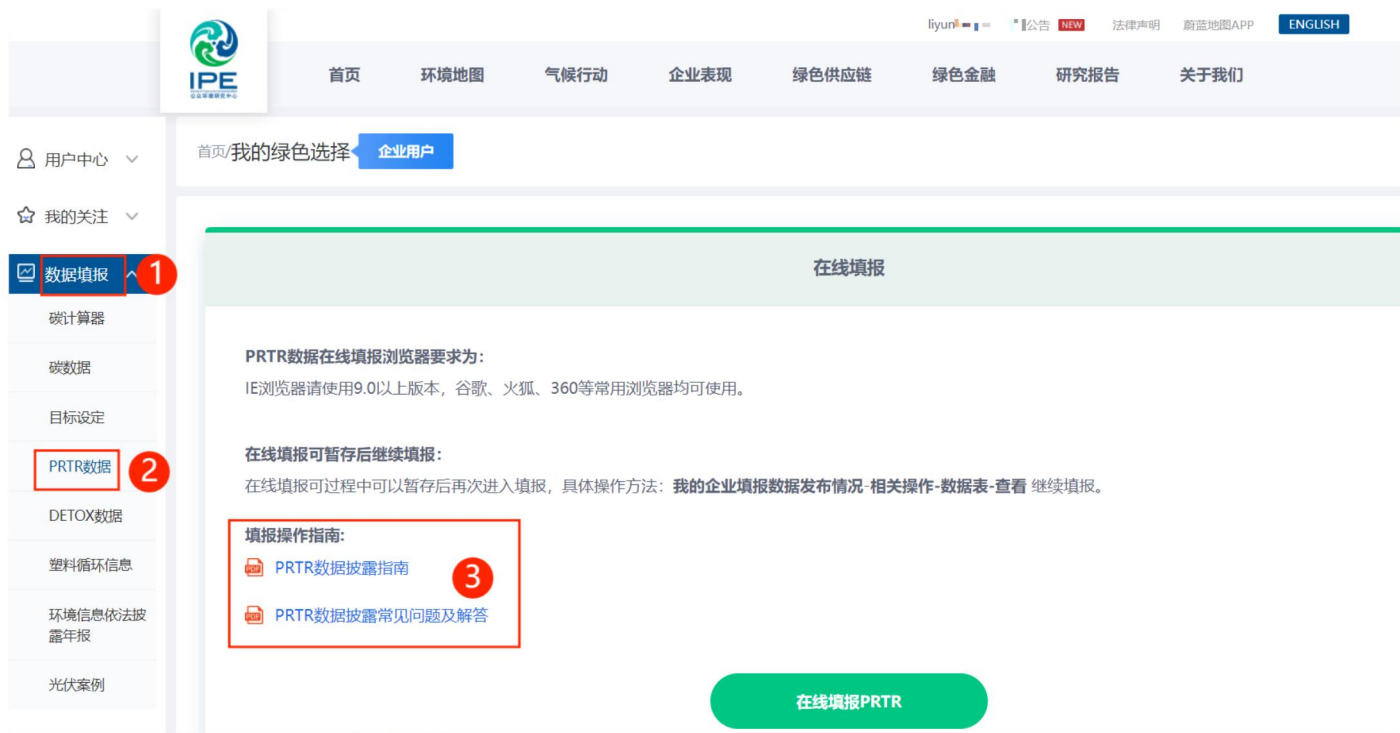 liyun
公告 NEW
法律声明
蔚蓝地图APP
ENGLISH
IPE
公众环境研究中心
首页
环境地图
气候行动
企业表现
绿色供应链
绿色金融
研究报告
关于我们
用户中心
我的关注
数据填报
1
碳计算器
碳数据
目标设定
PRTR数据
2
DETOX数据
塑料循环信息
环境信息依法披
露年报
光伏案例
首页/我的绿色选择
企业用户
在线填报
PRTR数据在线填报浏览器要求为：
IE浏览器请使用9.0以上版本，谷歌、火狐、360等常用浏览器均可使用。
在线填报可暂存后继续填报：
在线填报可过程中可以暂存后再次进入填报，具体操作方法：我的企业填报数据发布情况-相关操作-数据表-查看 继续填报。
填报操作指南:
PDF PRTR数据披露指南
3
PDF PRTR数据披露常见问题及解答
在线填报PRTR